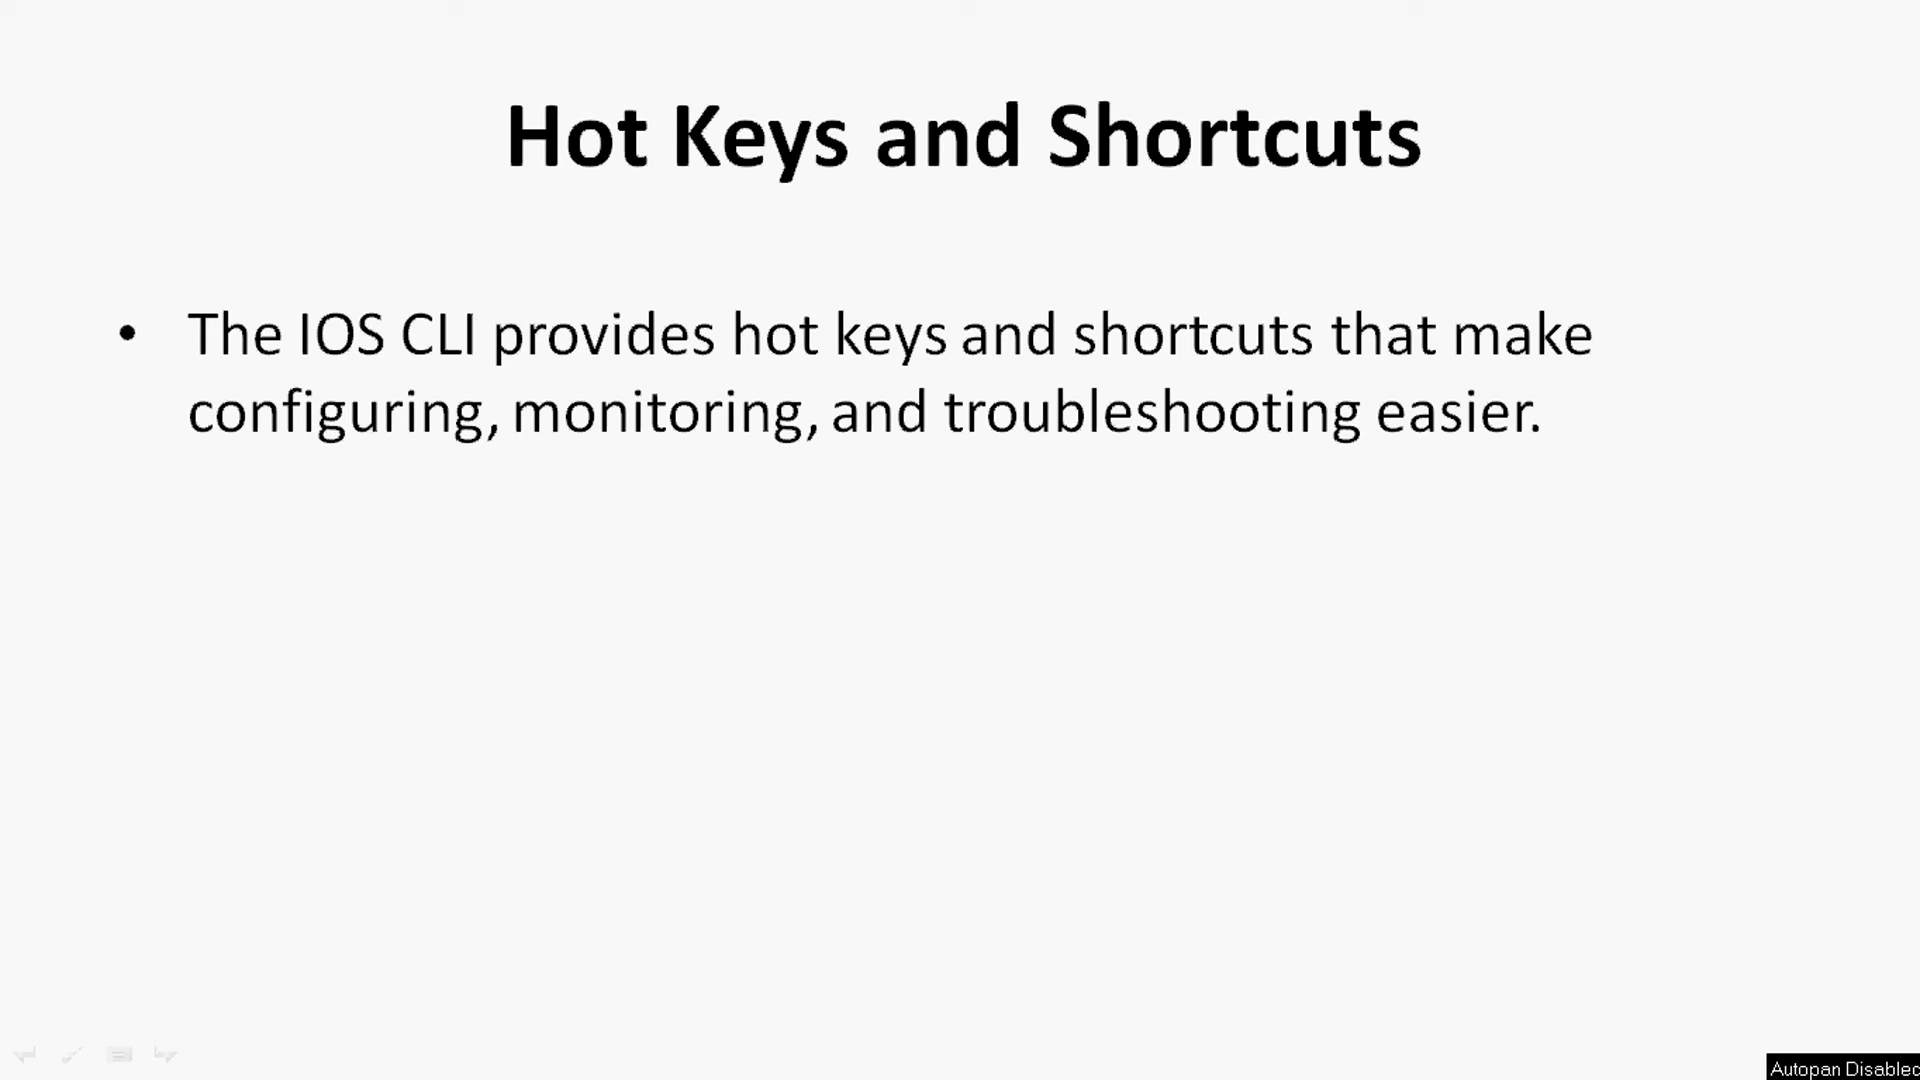 Hot Keys and Shortcuts
• The IOS CLI provides hot keys and shortcuts that make
configuring, monitoring, and troubleshooting easier.
Autopan Disabled